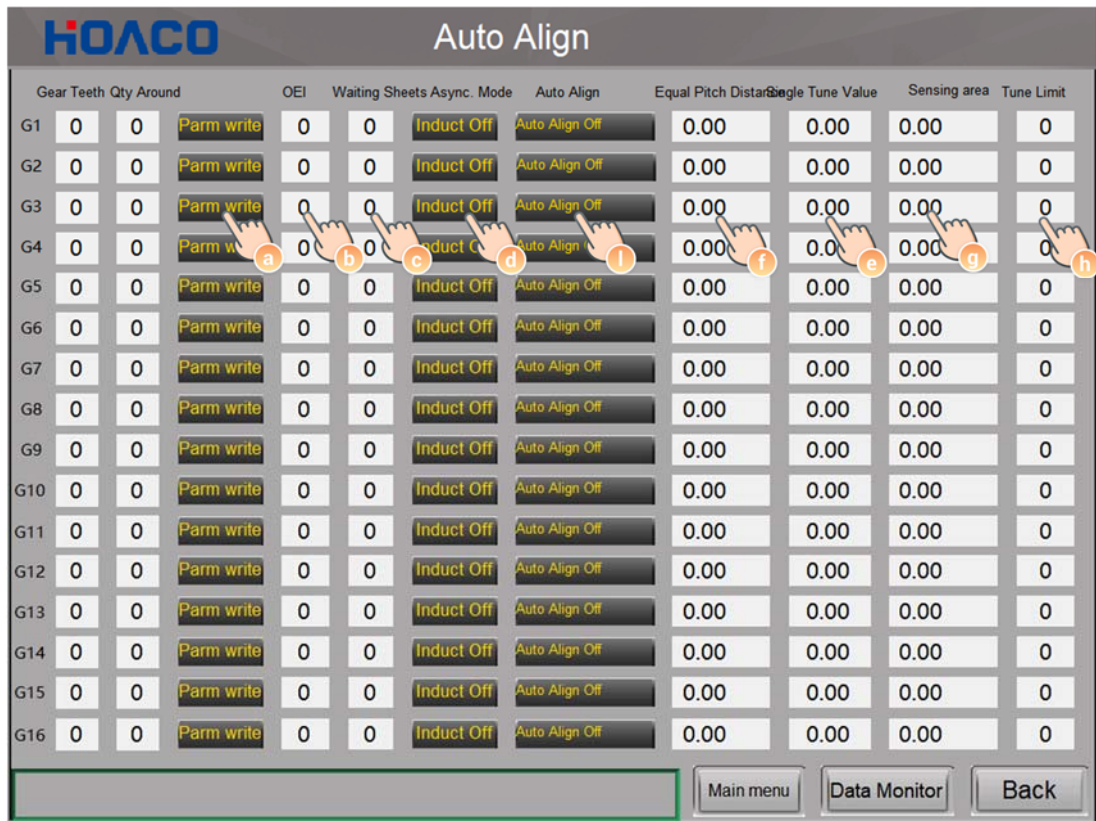 HOACO Auto Align
Gear Teeth Qty Around OEI Waiting Sheets Async. Mode Auto Align Equal Pitch Distance Single Tune Value Sensing area Tune Limit
G1 0 0 Parm write 0 0 Induct Off Auto Align Off 0.00 0.00 0.00 0
G2 0 0 Parm write 0 0 Induct Off Auto Align Off 0.00 0.00 0.00 0
G3 0 0 Parm write 0 0 Induct Off Auto Align Off 0.00 0.00 0.00 0
G4 0 0 Parm 0 0 Auto Align 0.00 0.00 0.00 0
a b c d l f e g h
G5 0 0 Parm write 0 0 Induct Off Auto Align Off 0.00 0.00 0.00 0
G6 0 0 Parm write 0 0 Induct Off Auto Align Off 0.00 0.00 0.00 0
G7 0 0 Parm write 0 0 Induct Off Auto Align Off 0.00 0.00 0.00 0
G8 0 0 Parm write 0 0 Induct Off Auto Align Off 0.00 0.00 0.00 0
G9 0 0 Parm write 0 0 Induct Off Auto Align Off 0.00 0.00 0.00 0
G10 0 0 Parm write 0 0 Induct Off Auto Align Off 0.00 0.00 0.00 0
G11 0 0 Parm write 0 0 Induct Off Auto Align Off 0.00 0.00 0.00 0
G12 0 0 Parm write 0 0 Induct Off Auto Align Off 0.00 0.00 0.00 0
G13 0 0 Parm write 0 0 Induct Off Auto Align Off 0.00 0.00 0.00 0
G14 0 0 Parm write 0 0 Induct Off Auto Align Off 0.00 0.00 0.00 0
G15 0 0 Parm write 0 0 Induct Off Auto Align Off 0.00 0.00 0.00 0
G16 0 0 Parm write 0 0 Induct Off Auto Align Off 0.00 0.00 0.00 0
Main menu Data Monitor Back